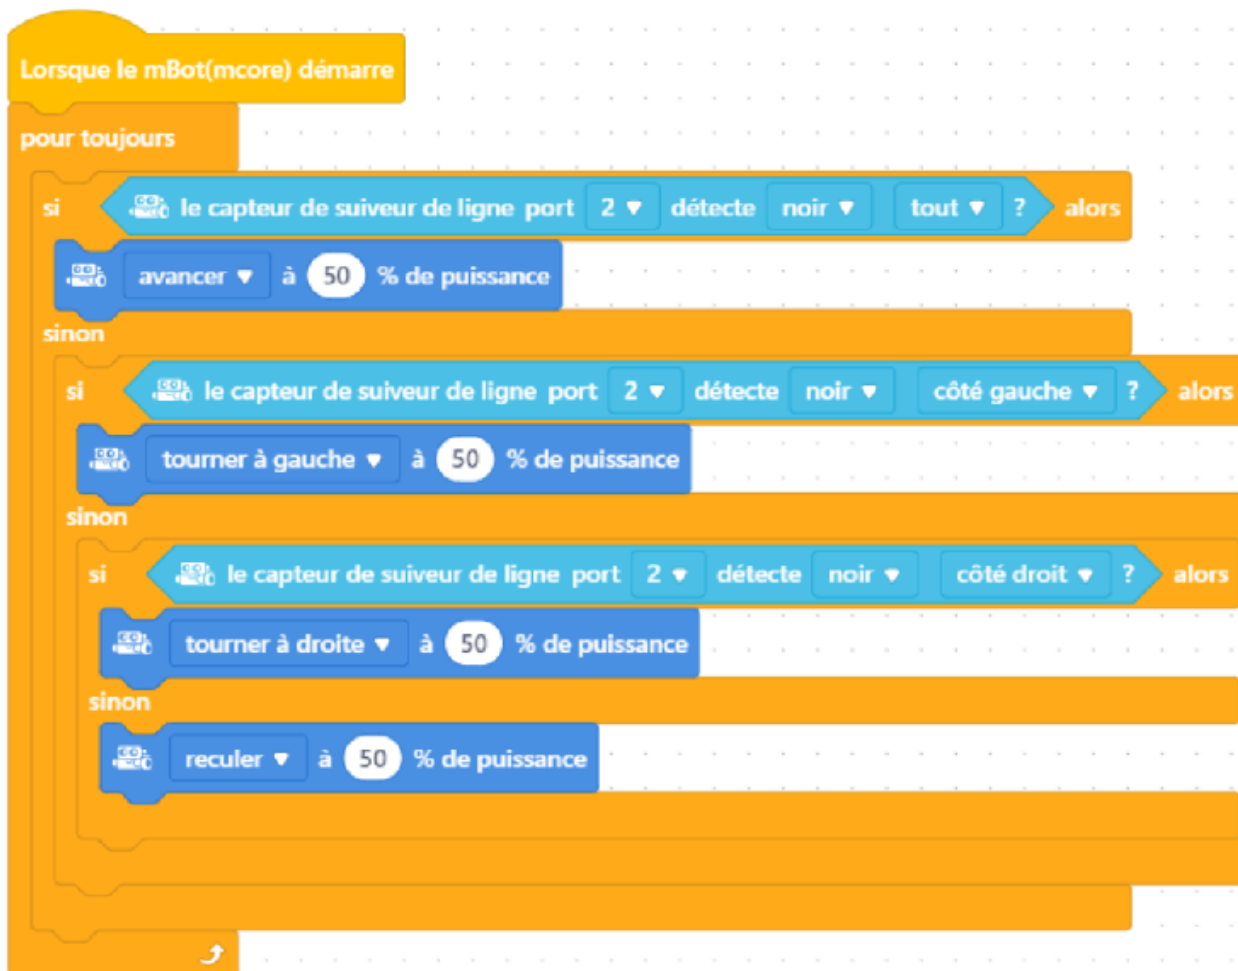 Lorsque le mBot(mcore) démarre
pour toujours
si le capteur de suiveur de ligne port 2 détecte noir tout ? alors
avancer à 50 % de puissance
sinon
si le capteur de suiveur de ligne port 2 détecte noir côté gauche ? alors
tourner à gauche à 50 % de puissance
sinon
si le capteur de suiveur de ligne port 2 détecte noir côté droit ? alors
tourner à droite à 50 % de puissance
sinon
reculer à 50 % de puissance